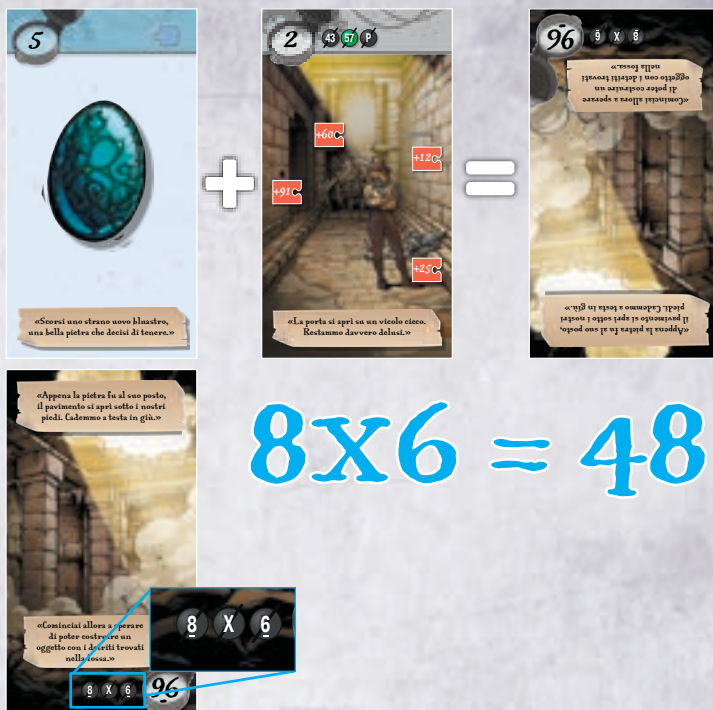 5
«Scorsi uno strano uovo bluastro,
una bella pietra che decisi di tenere.»
+
2 43 57 P
+60
+12
+91
+25
«La porta si aprì su un vicolo cieco.
Restammo davvero delusi.»
=
96 9 X 8
«Cominciai allora a sperare
di poter costruire un
oggetto con i detriti trovati
nella fossa.»
«Appena la pietra fu al suo posto,
il pavimento si aprì sotto i nostri
piedi. Cademmo a testa in giù.»
«Appena la pietra fu al suo posto,
il pavimento si aprì sotto i nostri
piedi. Cademmo a testa in giù.»
«Cominciai allora a sperare
di poter costruire un
oggetto con i detriti trovati
nella fossa.»
8 X 6
8 X 6 96
8X6 = 48